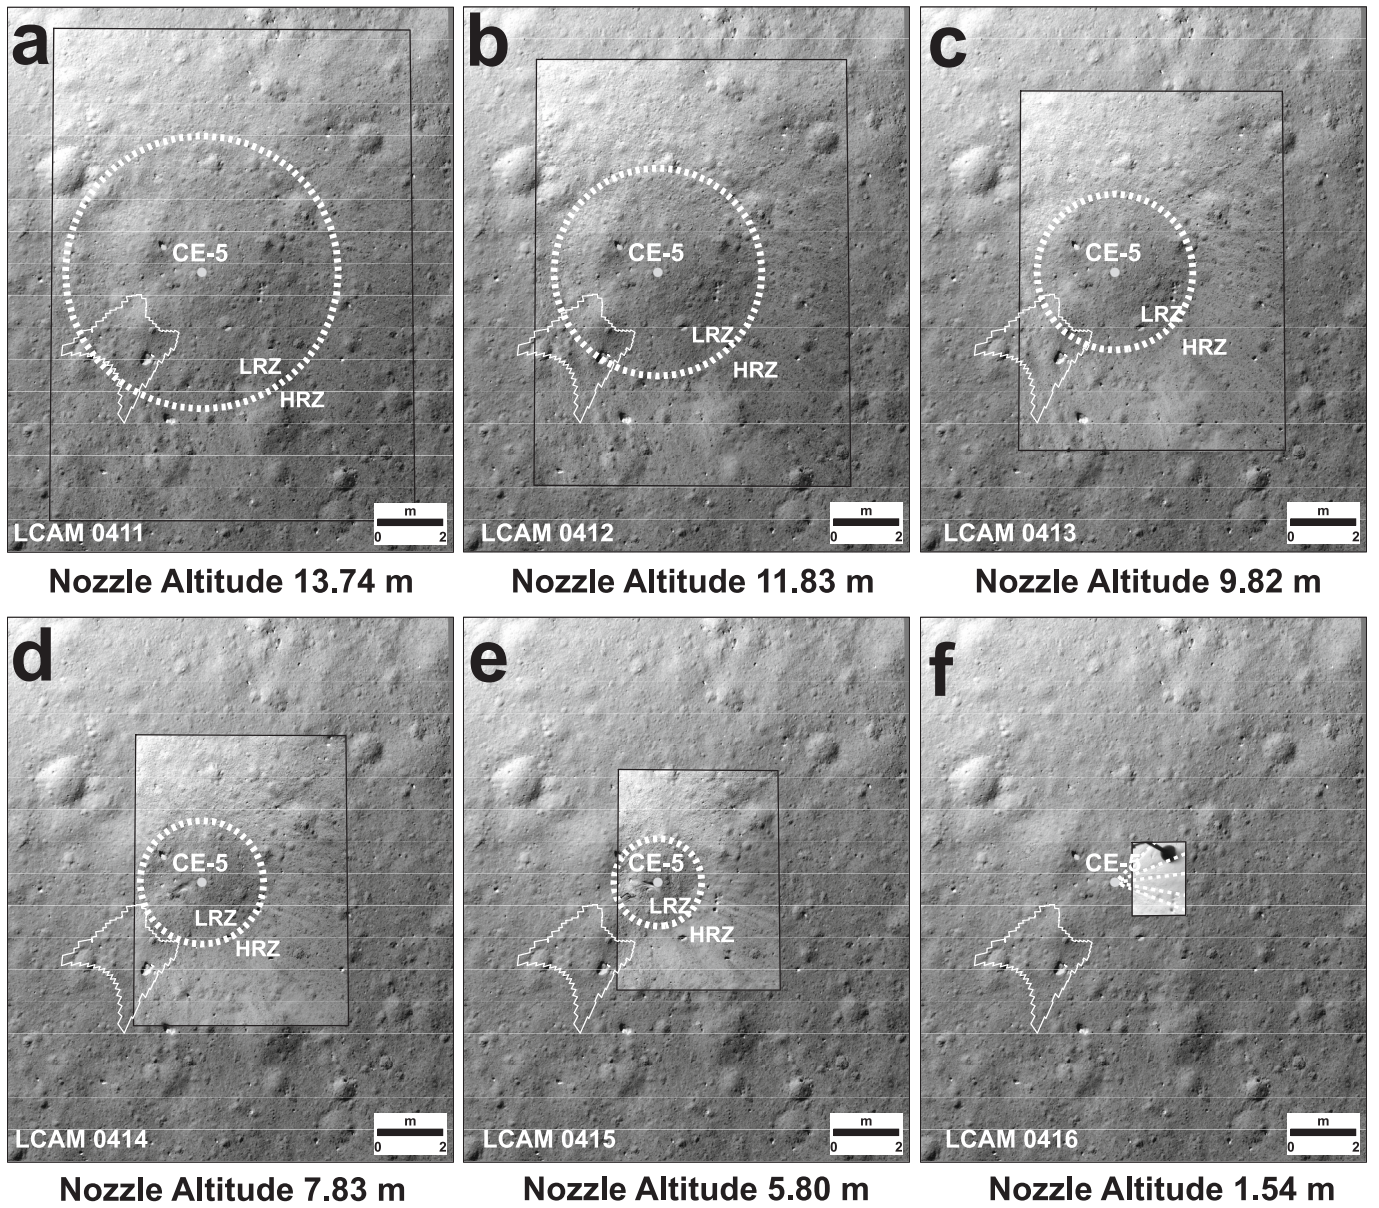 a
CE-5
LRZ
HRZ
m
0 2
LCAM 0411
Nozzle Altitude 13.74 m
b
CE-5
LRZ
HRZ
m
0 2
LCAM 0412
Nozzle Altitude 11.83 m
c
CE-5
LRZ
HRZ
m
0 2
LCAM 0413
Nozzle Altitude 9.82 m
d
CE-5
LRZ
HRZ
m
0 2
LCAM 0414
Nozzle Altitude 7.83 m
e
CE-5
LRZ
HRZ
m
0 2
LCAM 0415
Nozzle Altitude 5.80 m
f
CE-5
m
0 2
LCAM 0416
Nozzle Altitude 1.54 m